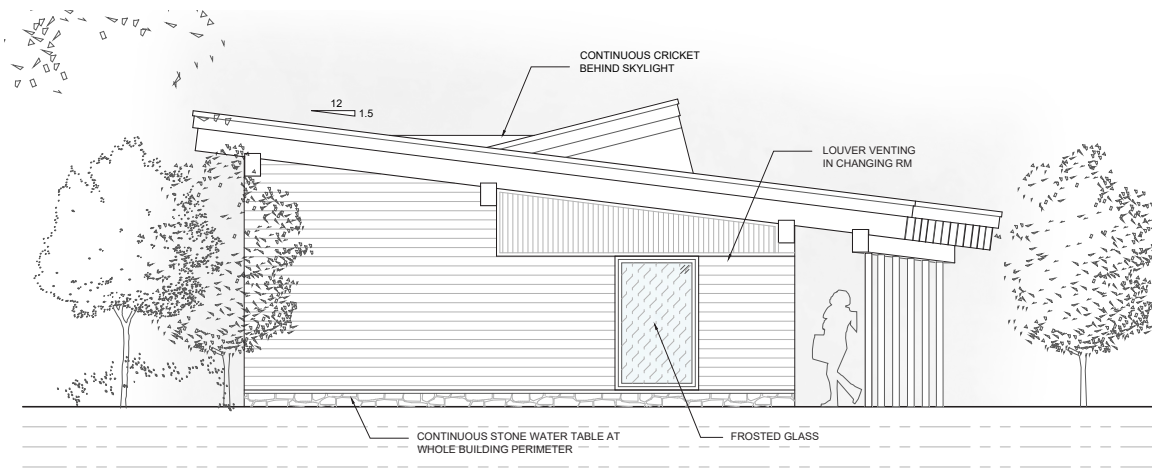 CONTINUOUS CRICKET
BEHIND SKYLIGHT
12
1.5
LOUVER VENTING
IN CHANGING RM
CONTINUOUS STONE WATER TABLE AT
WHOLE BUILDING PERIMETER
FROSTED GLASS